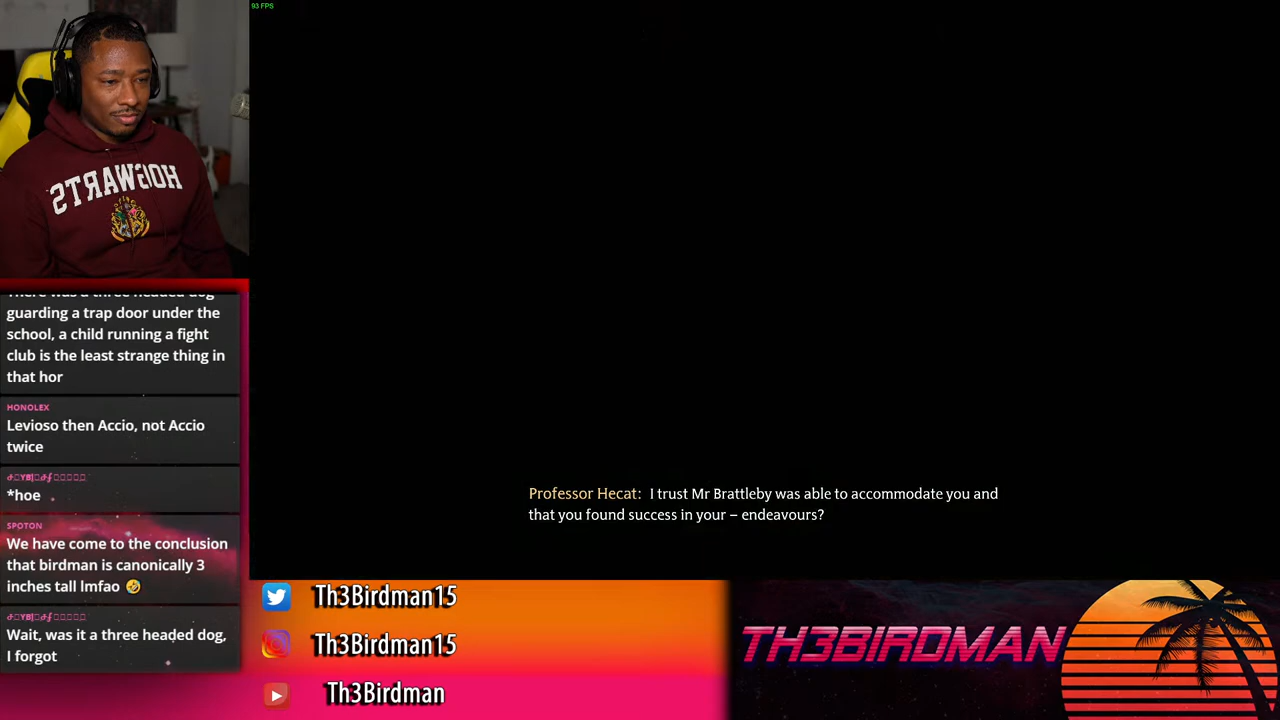 93 FPS
HOGWARTS
There was a three headed dog
guarding a trap door under the
school, a child running a fight
club is the least strange thing in
that hor
HONOLEX
Levioso then Accio, not Accio
twice
*hoe
SPOTON
We have come to the conclusion
that birdman is canonically 3
inches tall lmfao 🤣
Wait, was it a three headed dog,
I forgot
Professor Hecat: I trust Mr Brattleby was able to accommodate you and
that you found success in your – endeavours?
Th3Birdman15
Th3Birdman15
Th3Birdman
TH3BIRDMAN